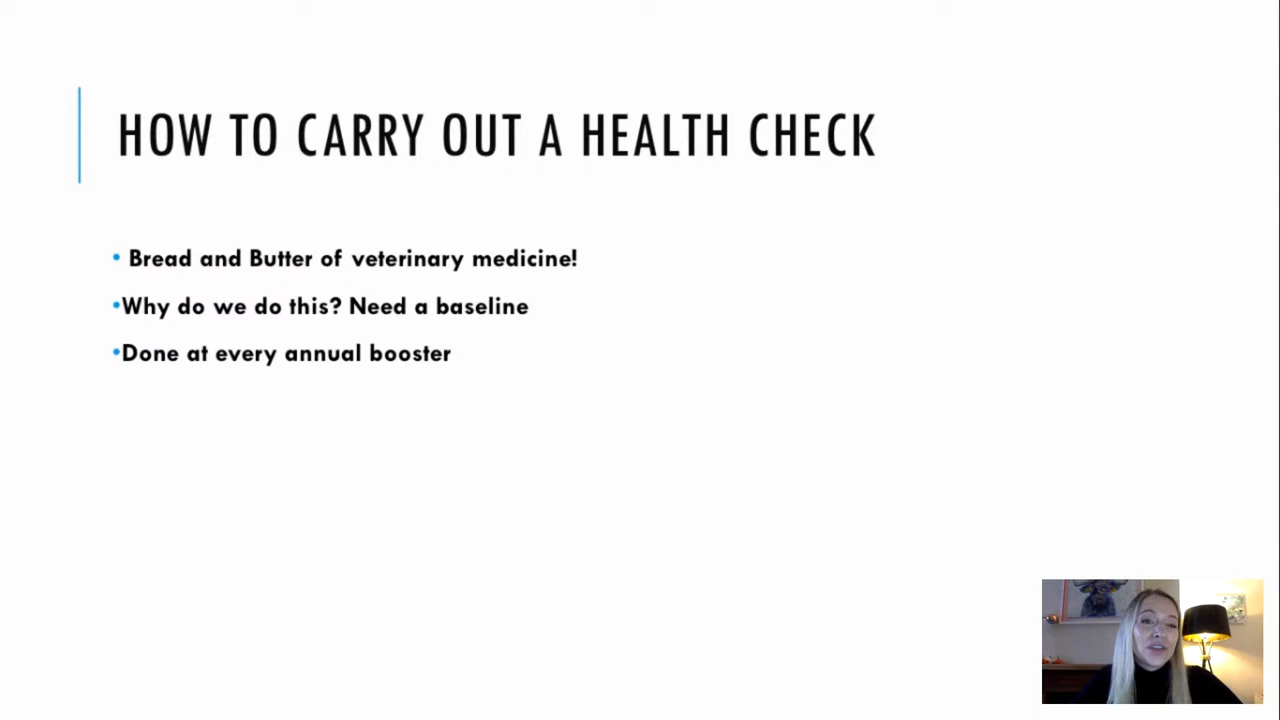 HOW TO CARRY OUT A HEALTH CHECK
• Bread and Butter of veterinary medicine!
•Why do we do this? Need a baseline
•Done at every annual booster